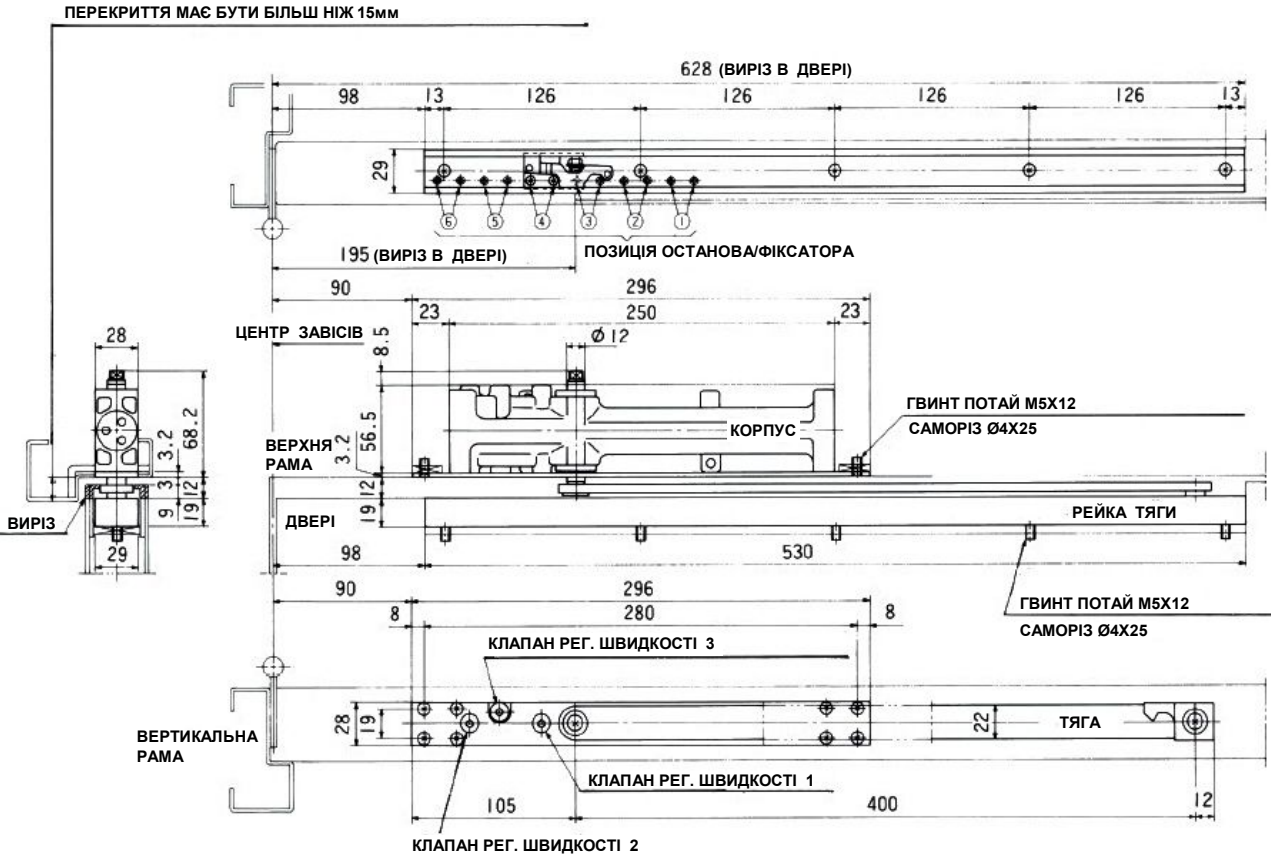 ПЕРЕКРИТТЯ МАЄ БУТИ БІЛЬШ НІЖ 15мм
628 (ВИРІЗ В ДВЕРІ)
98 13 126 126 126 126 13
29
6 5 4 3 2 1
195 (ВИРІЗ В ДВЕРІ)
ПОЗИЦІЯ ОСТАНОВА/ФІКСАТОРА
90 296
23 250 23
ЦЕНТР ЗАВІСІВ
8.5
Ø 12
28
68.2
3.2
3
12
9
19
29
ВИРІЗ
ВЕРХНЯ
РАМА
3.2
56.5
12
19
КОРПУС
ГВИНТ ПОТАЙ М5Х12
САМОРІЗ Ø4Х25
ДВЕРІ
РЕЙКА ТЯГИ
98 530
90 296
8 280 8
ГВИНТ ПОТАЙ М5Х12
САМОРІЗ Ø4Х25
КЛАПАН РЕГ. ШВИДКОСТІ 3
28
19
22
ТЯГА
ВЕРТИКАЛЬНА
РАМА
КЛАПАН РЕГ. ШВИДКОСТІ 1
105 400 12
КЛАПАН РЕГ. ШВИДКОСТІ 2